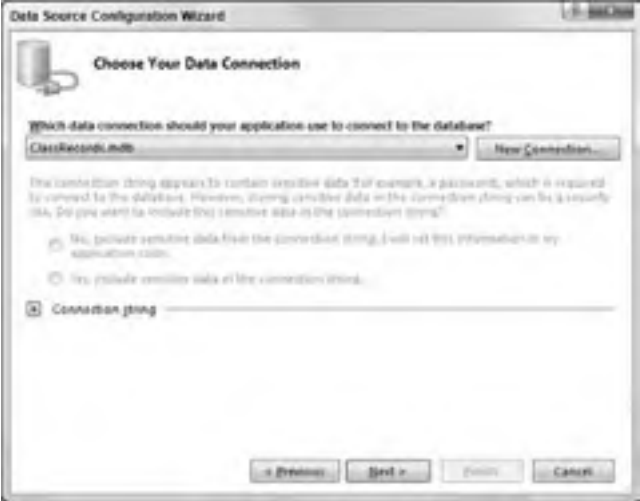 Data Source Configuration Wizard
Choose Your Data Connection
Which data connection should your application use to connect to the database?
ClassRecords.mdb
New Connection...
This connection string appears to contain sensitive data (for example, a password), which is required
to connect to the database. However, storing sensitive data in the connection string can be a security
risk. Do you want to include this sensitive data in the connection string?
No, exclude sensitive data from the connection string. I will set this information in my
application code.
Yes, include sensitive data in the connection string.
Connection string
< Previous
Next >
Finish
Cancel